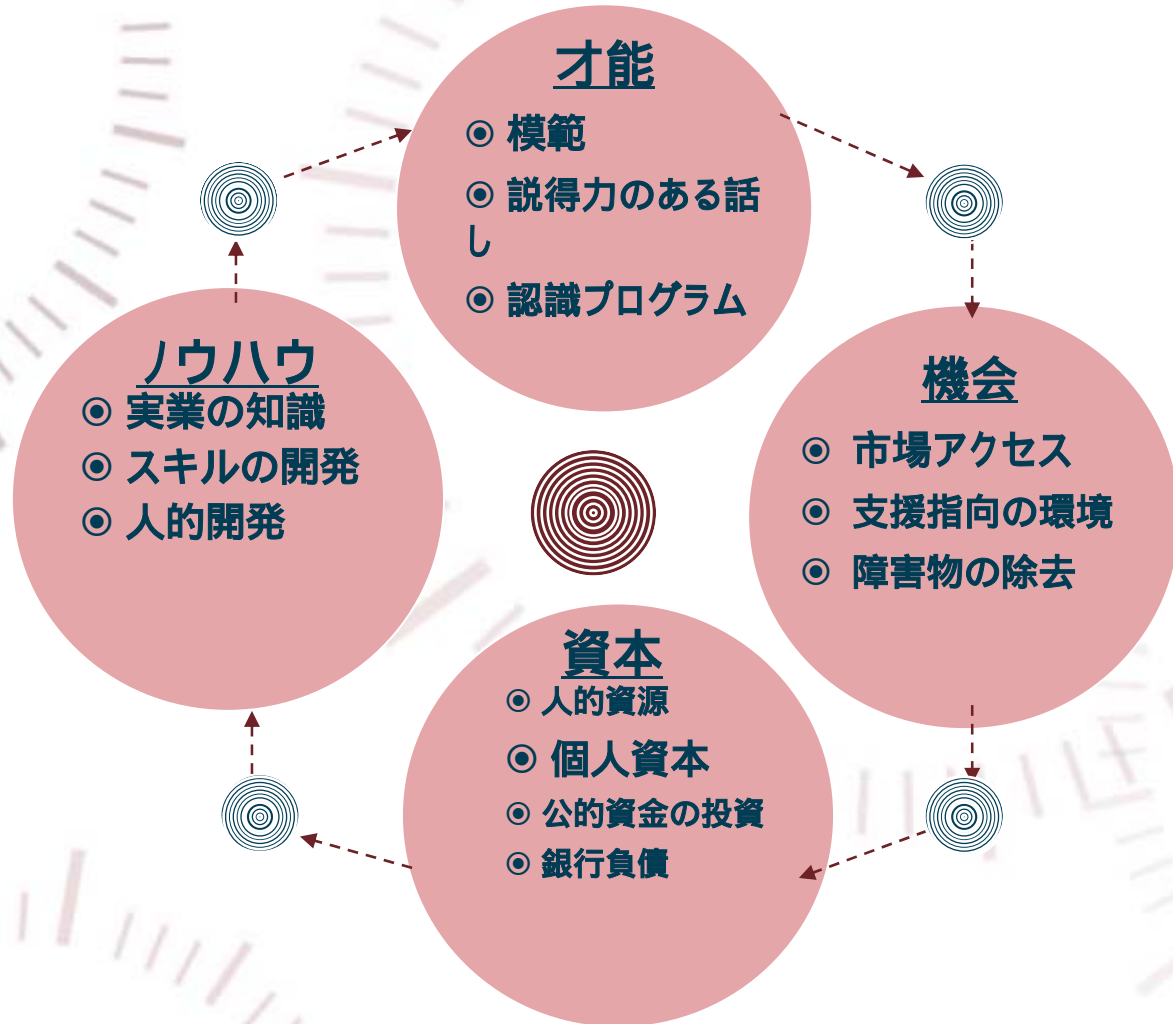 才能
◉ 模範
◉ 説得力のある話
し
◉ 認識プログラム
ノウハウ
◉ 実業の知識
◉ スキルの開発
◉ 人的開発
機会
◉ 市場アクセス
◉ 支援指向の環境
◉ 障害物の除去
資本
◉ 人的資源
◉ 個人資本
◉ 公的資金の投資
◉ 銀行負債